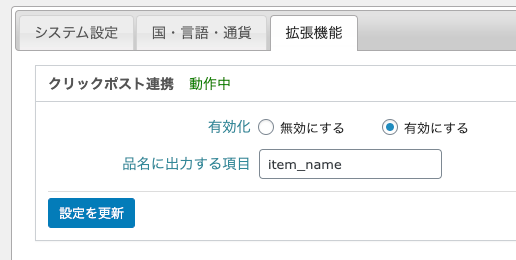 システム設定 国・言語・通貨 拡張機能
クリックポスト連携 動作中
有効化 無効にする 有効にする
品名に出力する項目 item_name
設定を更新